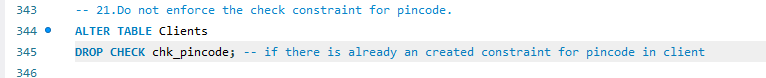 343 -- 21.Do not enforce the check constraint for pincode.
344 ALTER TABLE Clients
345 DROP CHECK chk_pincode; -- if there is already an created constraint for pincode in client
346